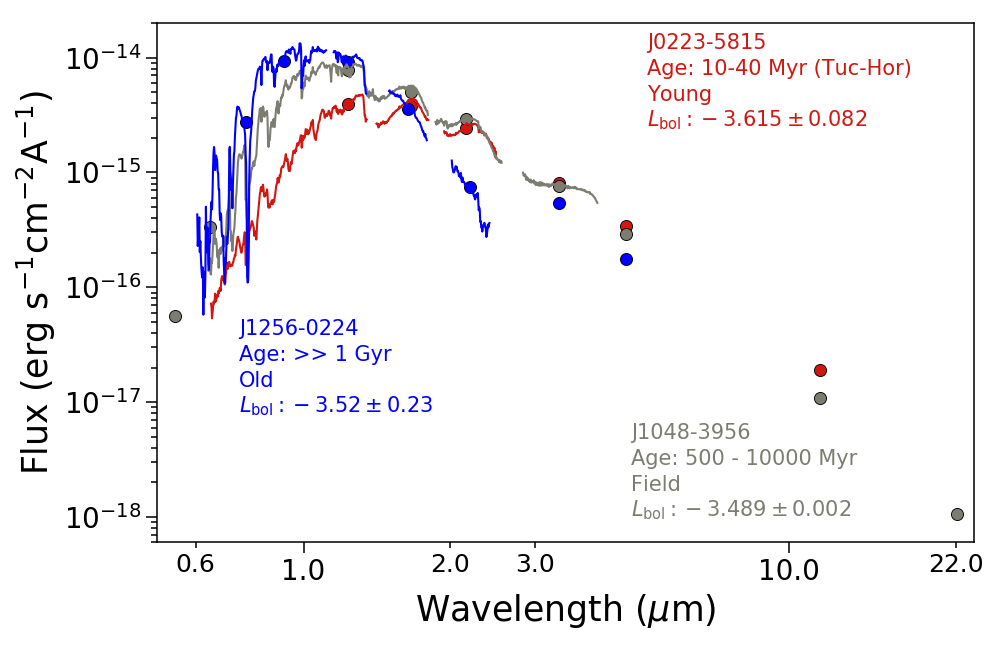 J0223-5815
Age: 10-40 Myr (Tuc-Hor)
Young
L_bol : −3.615 ± 0.082
10⁻¹⁴
10⁻¹⁵
10⁻¹⁶
10⁻¹⁷
10⁻¹⁸
Flux (erg s⁻¹cm⁻²A⁻¹)
J1256-0224
Age: >> 1 Gyr
Old
L_bol : −3.52 ± 0.23
J1048-3956
Age: 500 - 10000 Myr
Field
L_bol : −3.489 ± 0.002
0.6 1.0 2.0 3.0 10.0 22.0
Wavelength (μm)